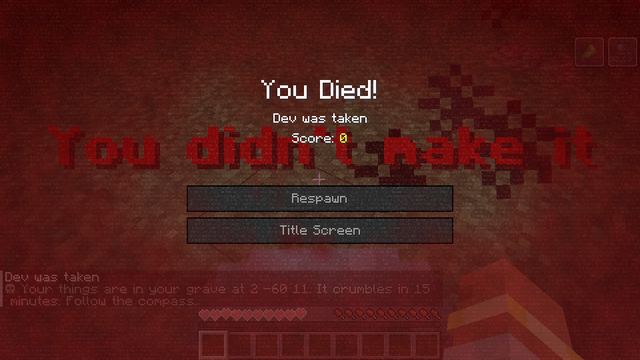 You Died!
Dev was taken
Score: 0
You didn't make it
Respawn
Title Screen
Dev was taken
Your things are in your grave at 2 -60 11. It crumbles in 15
minutes. Follow the compass.